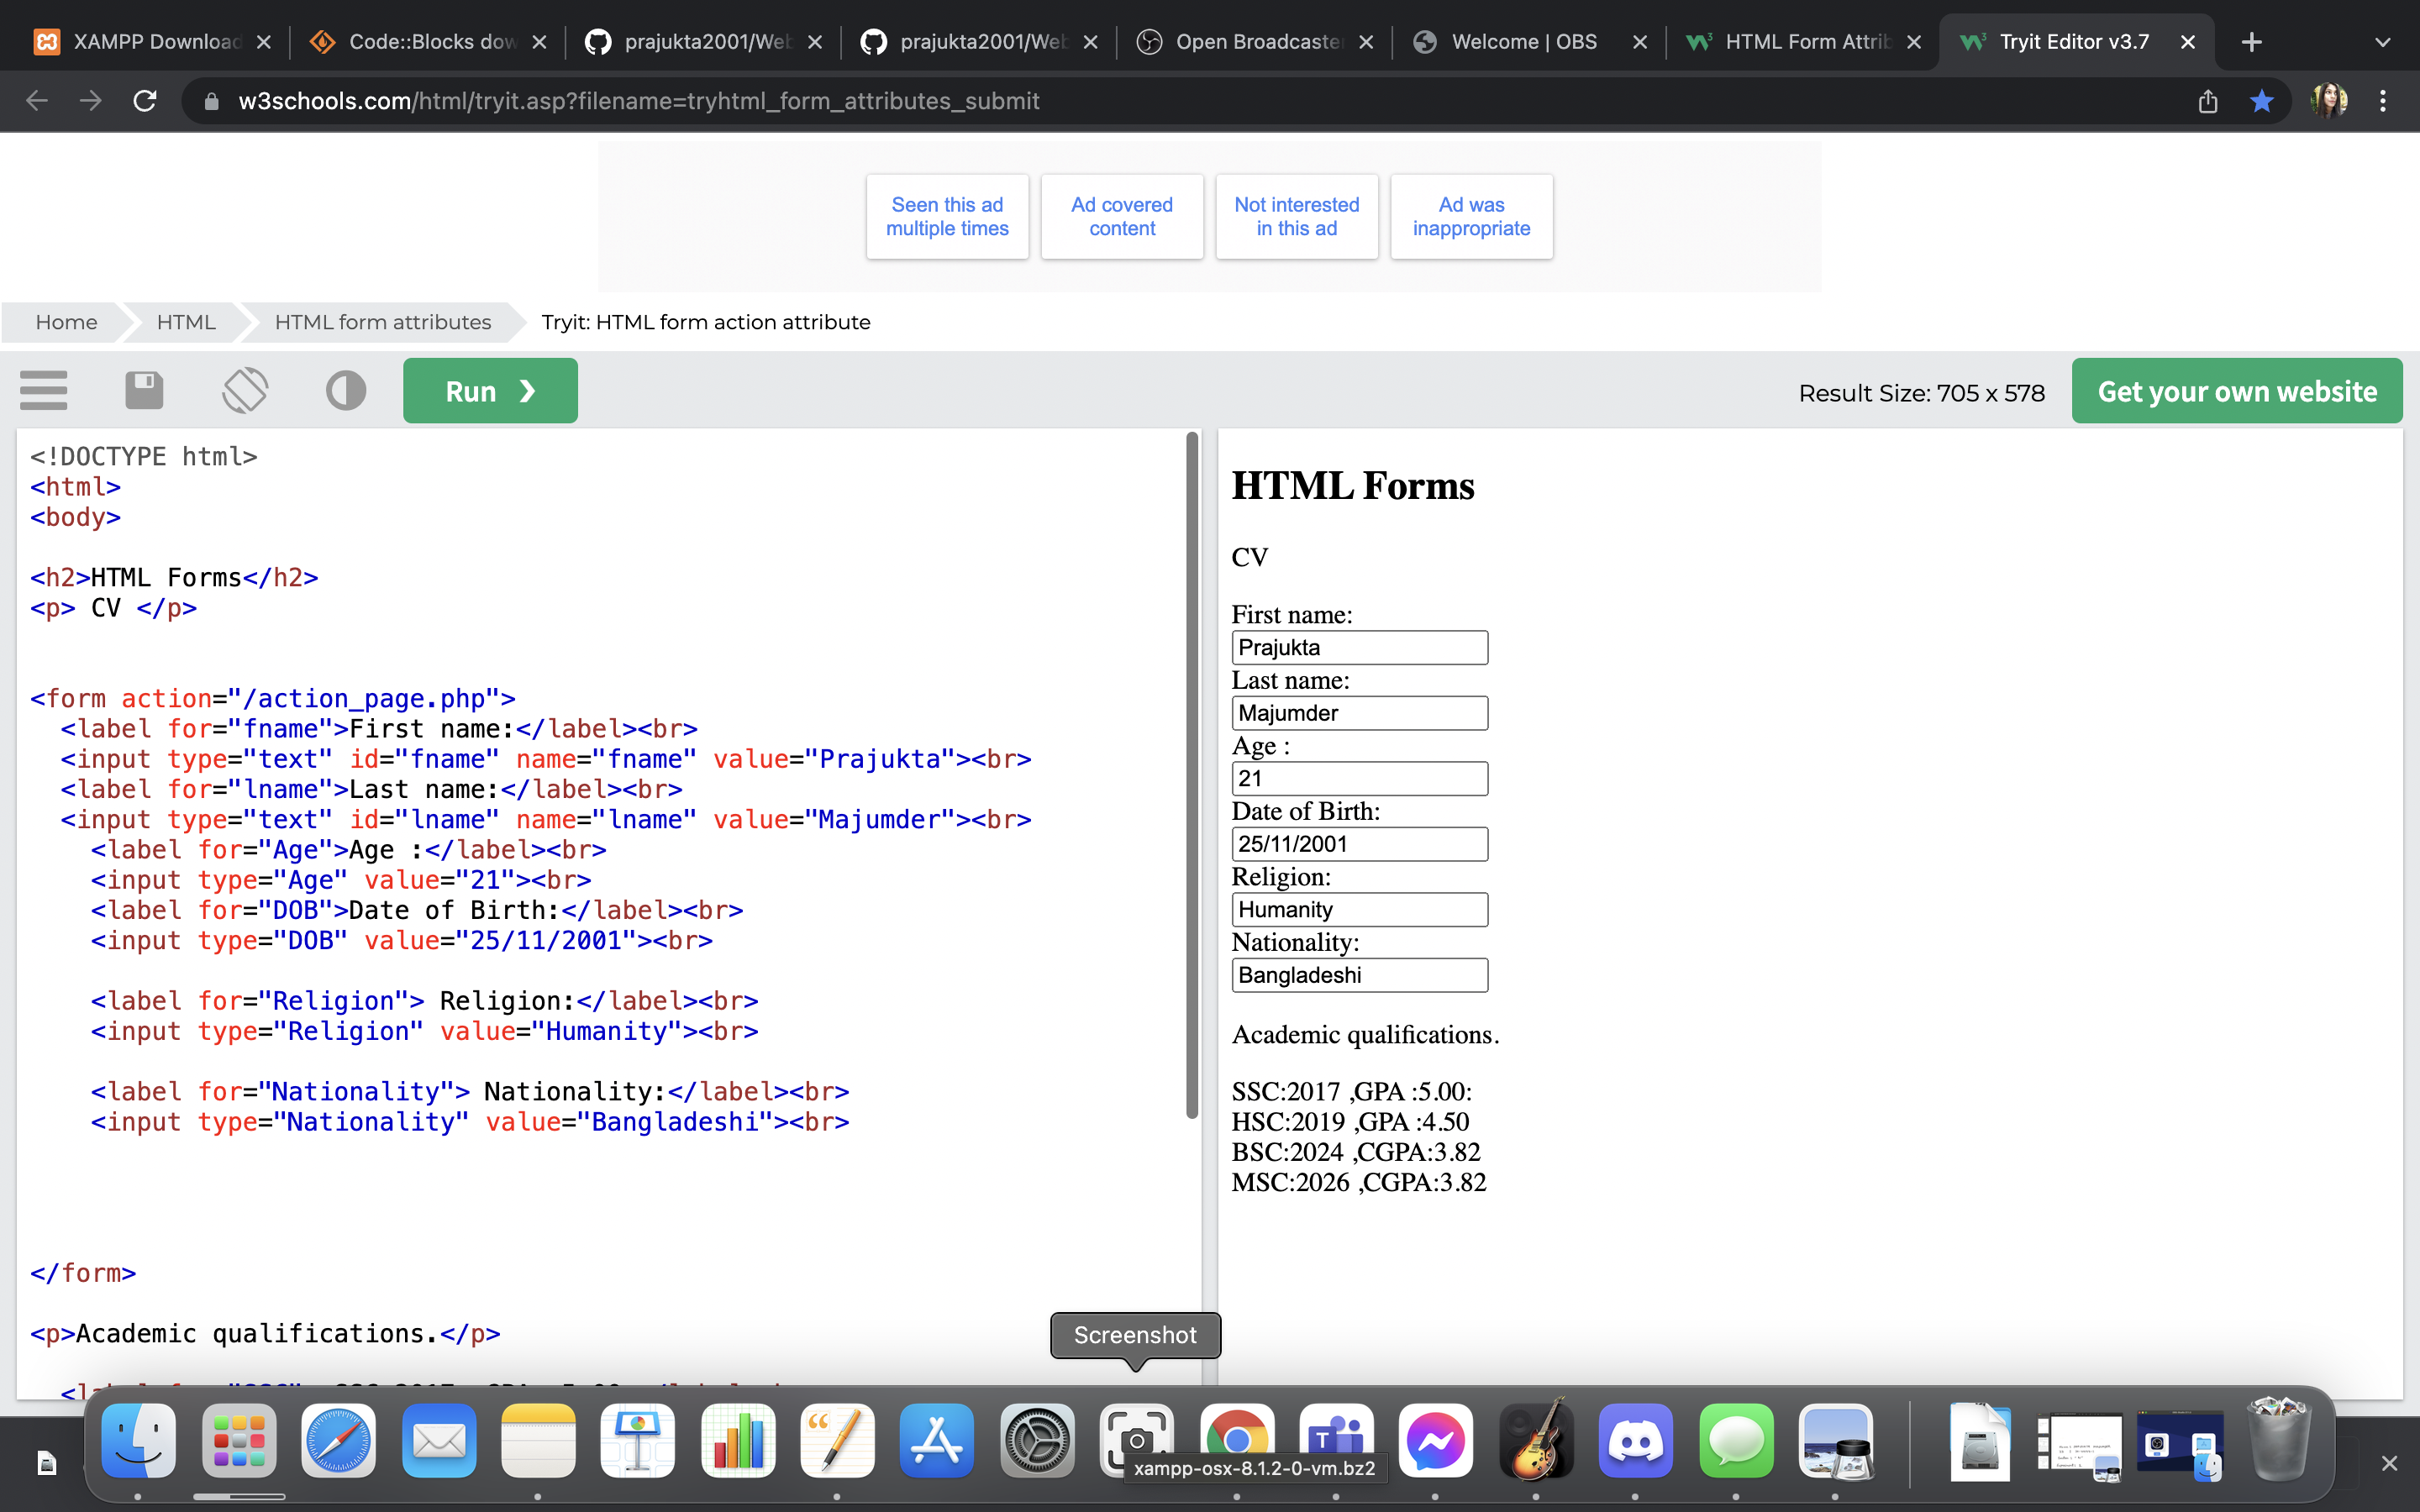 XAMPP Download
Code::Blocks dow
prajukta2001/Web
prajukta2001/Web
Open Broadcaster
Welcome | OBS
HTML Form Attrib
Tryit Editor v3.7
w3schools.com/html/tryit.asp?filename=tryhtml_form_attributes_submit
Seen this ad
multiple times
Ad covered
content
Not interested
in this ad
Ad was
inappropriate
Home
HTML
HTML form attributes
Tryit: HTML form action attribute
Run ❯
Result Size: 705 x 578
Get your own website
<!DOCTYPE html>
<html>
<body>
<h2>HTML Forms</h2>
<p> CV </p>
<form action="/action_page.php">
<label for="fname">First name:</label><br>
<input type="text" id="fname" name="fname" value="Prajukta"><br>
<label for="lname">Last name:</label><br>
<input type="text" id="lname" name="lname" value="Majumder"><br>
<label for="Age">Age :</label><br>
<input type="Age" value="21"><br>
<label for="DOB">Date of Birth:</label><br>
<input type="DOB" value="25/11/2001"><br>
<label for="Religion"> Religion:</label><br>
<input type="Religion" value="Humanity"><br>
<label for="Nationality"> Nationality:</label><br>
<input type="Nationality" value="Bangladeshi"><br>
</form>
<p>Academic qualifications.</p>
HTML Forms
CV
First name:
Prajukta
Last name:
Majumder
Age :
21
Date of Birth:
25/11/2001
Religion:
Humanity
Nationality:
Bangladeshi
Academic qualifications.
SSC:2017 ,GPA :5.00:
HSC:2019 ,GPA :4.50
BSC:2024 ,CGPA:3.82
MSC:2026 ,CGPA:3.82
Screenshot
xampp-osx-8.1.2-0-vm.bz2